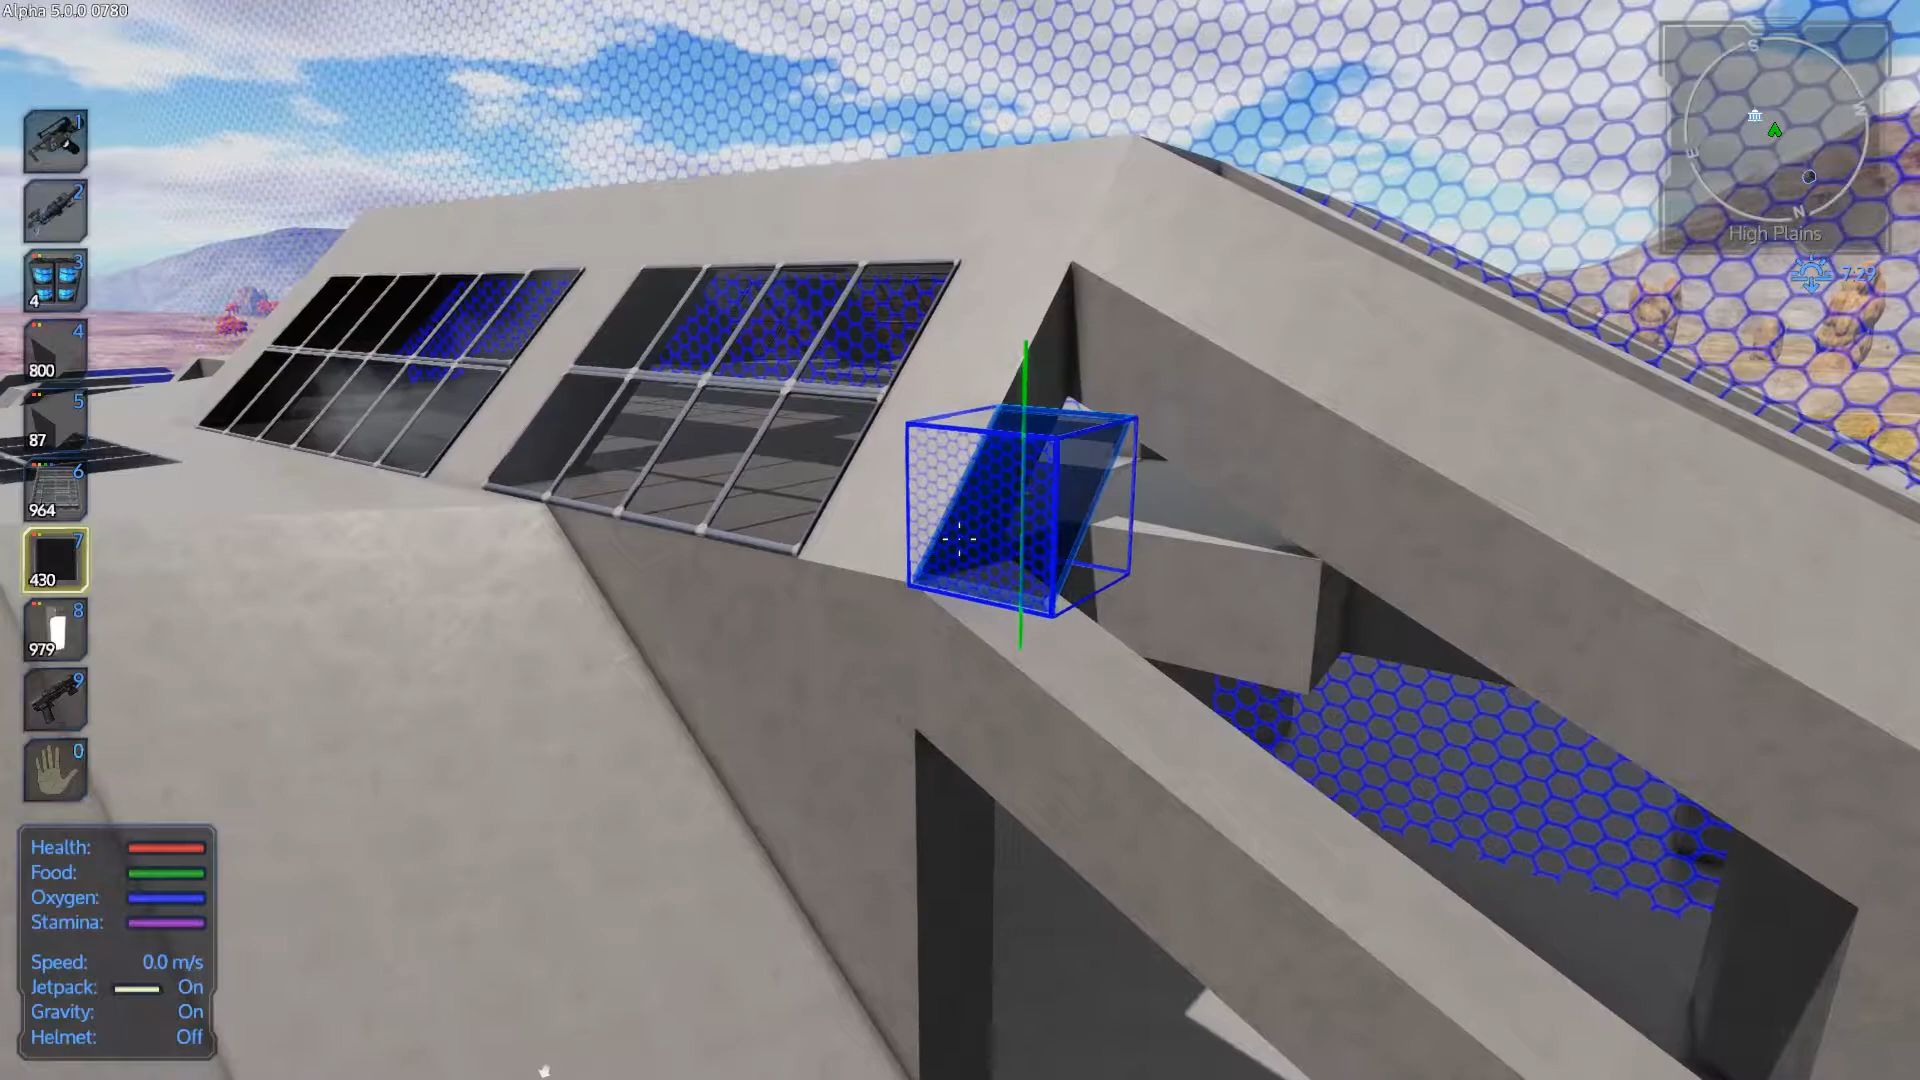 Alpha 5.0.0 0780
S
W
E
N
High Plains
7:29
1
2
3
4
4
800
5
87
6
964
7
430
8
979
9
0
Health:
Food:
Oxygen:
Stamina:
Speed: 0.0 m/s
Jetpack: On
Gravity: On
Helmet: Off